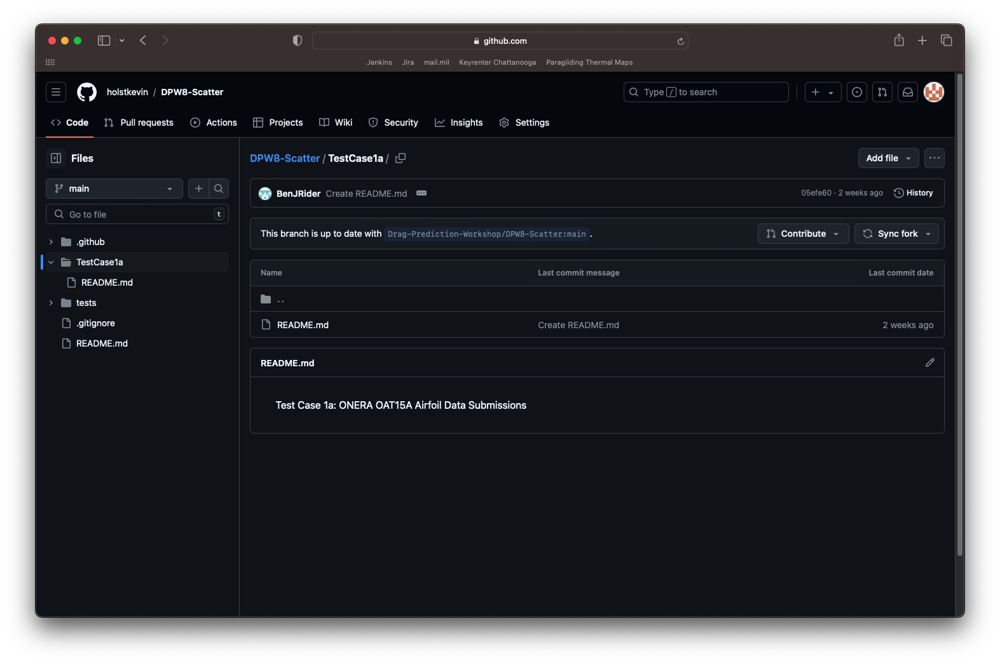 github.com
Jenkins Jira mail.mil Keyrenter Chattanooga Paragliding Thermal Maps
holstkevin / DPW8-Scatter
Type / to search
Code Pull requests Actions Projects Wiki Security Insights Settings
Files
DPW8-Scatter / TestCase1a /
Add file
main
BenJRider Create README.md
05efe60 · 2 weeks ago History
Go to file t
This branch is up to date with Drag-Prediction-Workshop/DPW8-Scatter:main .
Contribute Sync fork
.github
TestCase1a
README.md
tests
.gitignore
README.md
Name Last commit message Last commit date
..
README.md Create README.md 2 weeks ago
README.md
Test Case 1a: ONERA OAT15A Airfoil Data Submissions